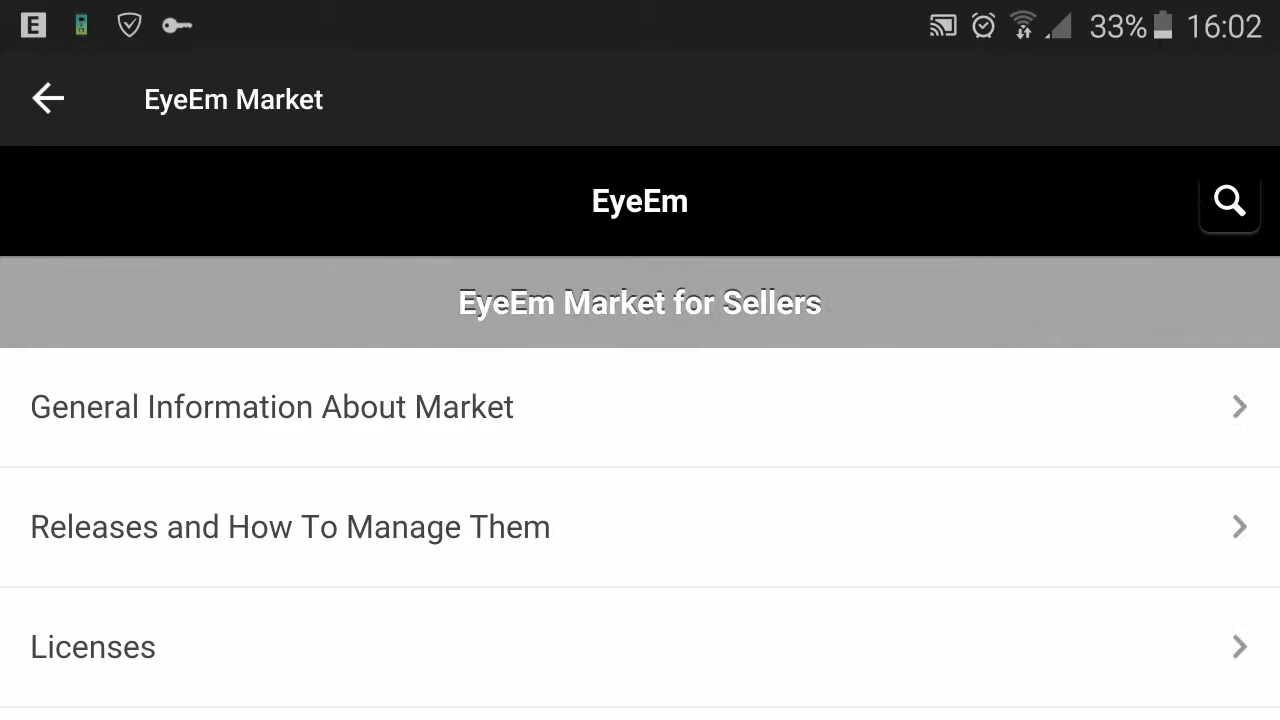 E 33% 16:02
EyeEm Market
EyeEm
EyeEm Market for Sellers
General Information About Market
Releases and How To Manage Them
Licenses